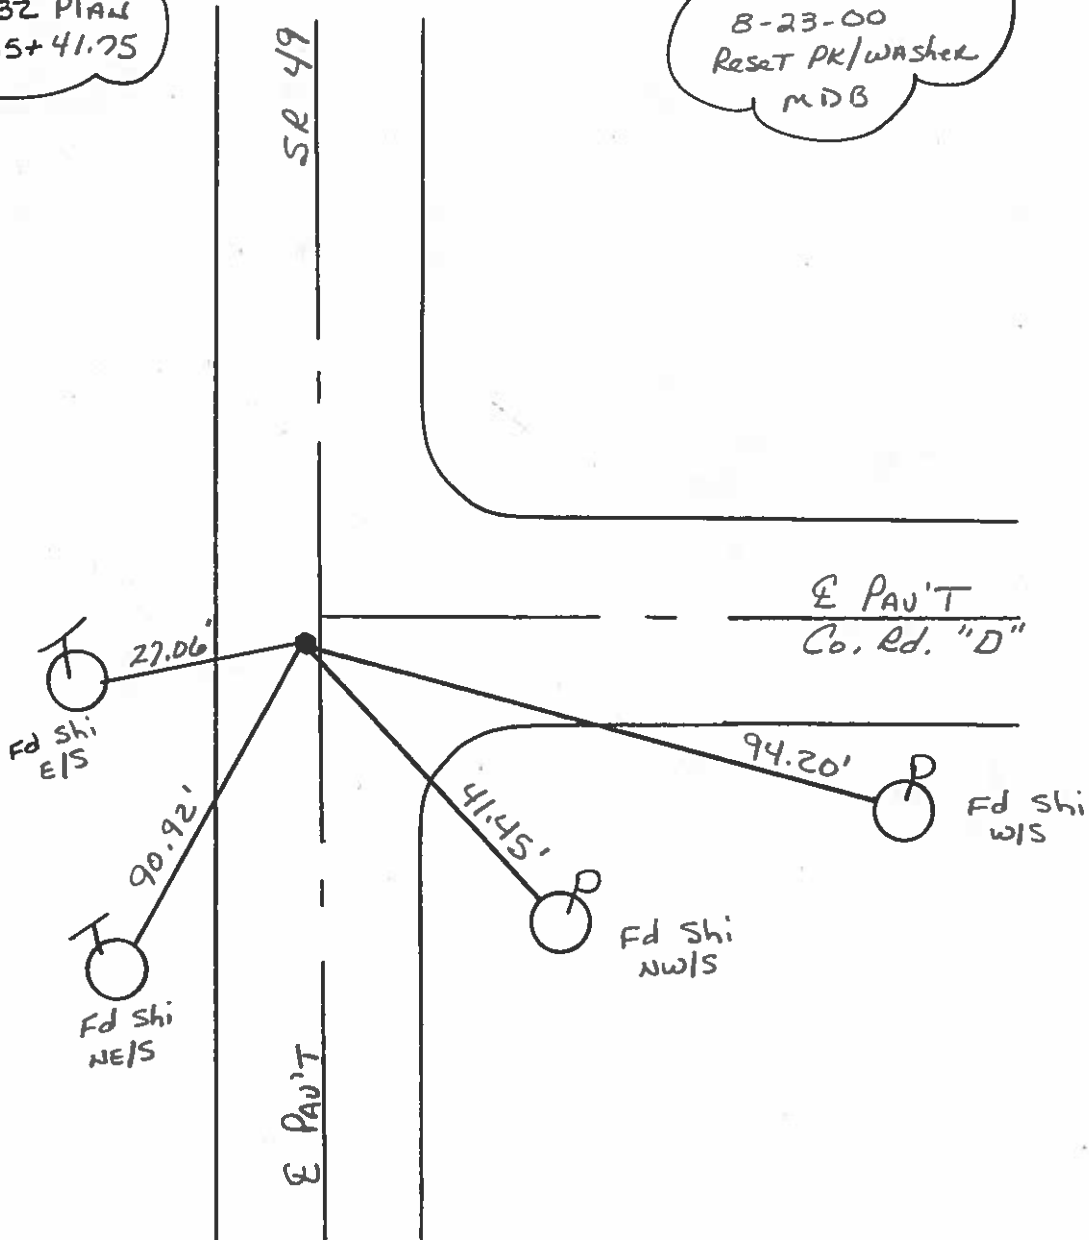 32 PLAN
5+41.75
8-23-00
Reset PK/washer
MDB
SR 49
℄ PAV'T
Co. Rd. "D"
27.06'
Fd Shi
E/S
90.92'
Fd Shi
NE/S
41.45'
Fd Shi
NW/S
94.20'
Fd Shi
W/S
℄ PAV'T